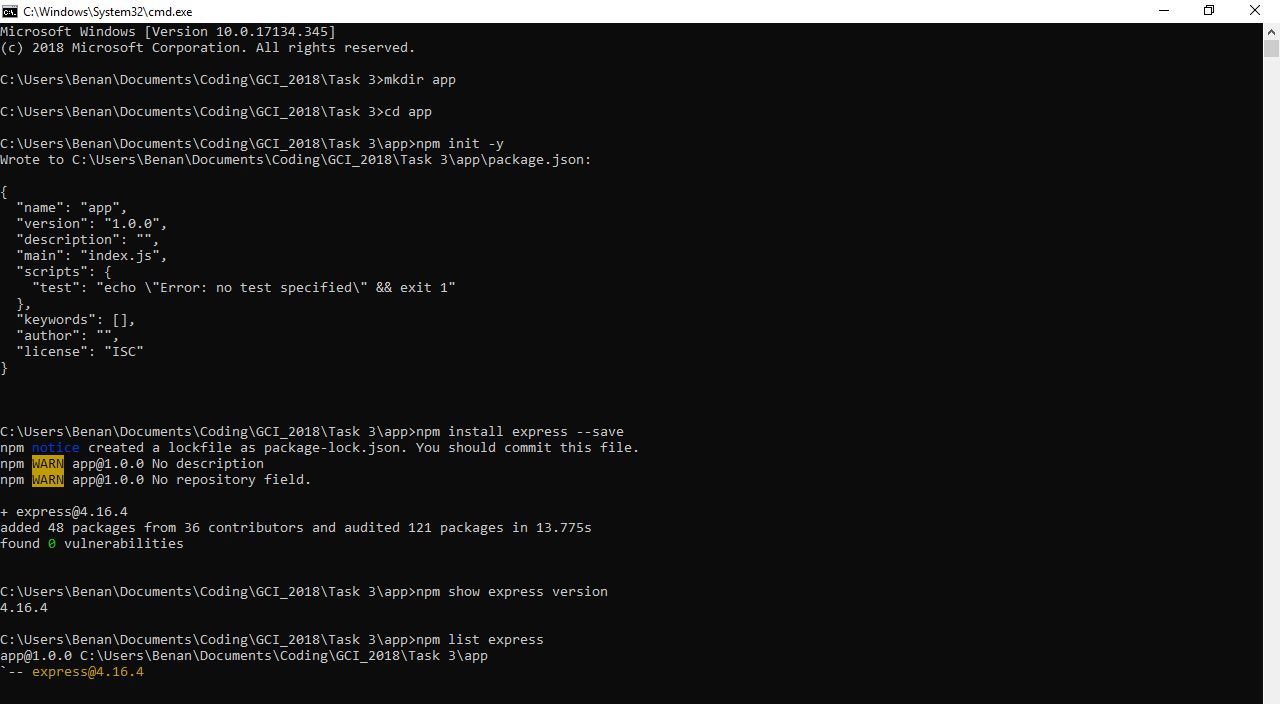 C:\Windows\System32\cmd.exe
Microsoft Windows [Version 10.0.17134.345]
(c) 2018 Microsoft Corporation. All rights reserved.
C:\Users\Benan\Documents\Coding\GCI_2018\Task 3>mkdir app
C:\Users\Benan\Documents\Coding\GCI_2018\Task 3>cd app
C:\Users\Benan\Documents\Coding\GCI_2018\Task 3\app>npm init -y
Wrote to C:\Users\Benan\Documents\Coding\GCI_2018\Task 3\app\package.json:
{
  "name": "app",
  "version": "1.0.0",
  "description": "",
  "main": "index.js",
  "scripts": {
    "test": "echo \"Error: no test specified\" && exit 1"
  },
  "keywords": [],
  "author": "",
  "license": "ISC"
}
C:\Users\Benan\Documents\Coding\GCI_2018\Task 3\app>npm install express --save
npm notice created a lockfile as package-lock.json. You should commit this file.
npm WARN app@1.0.0 No description
npm WARN app@1.0.0 No repository field.
+ express@4.16.4
added 48 packages from 36 contributors and audited 121 packages in 13.775s
found 0 vulnerabilities
C:\Users\Benan\Documents\Coding\GCI_2018\Task 3\app>npm show express version
4.16.4
C:\Users\Benan\Documents\Coding\GCI_2018\Task 3\app>npm list express
app@1.0.0 C:\Users\Benan\Documents\Coding\GCI_2018\Task 3\app
`-- express@4.16.4